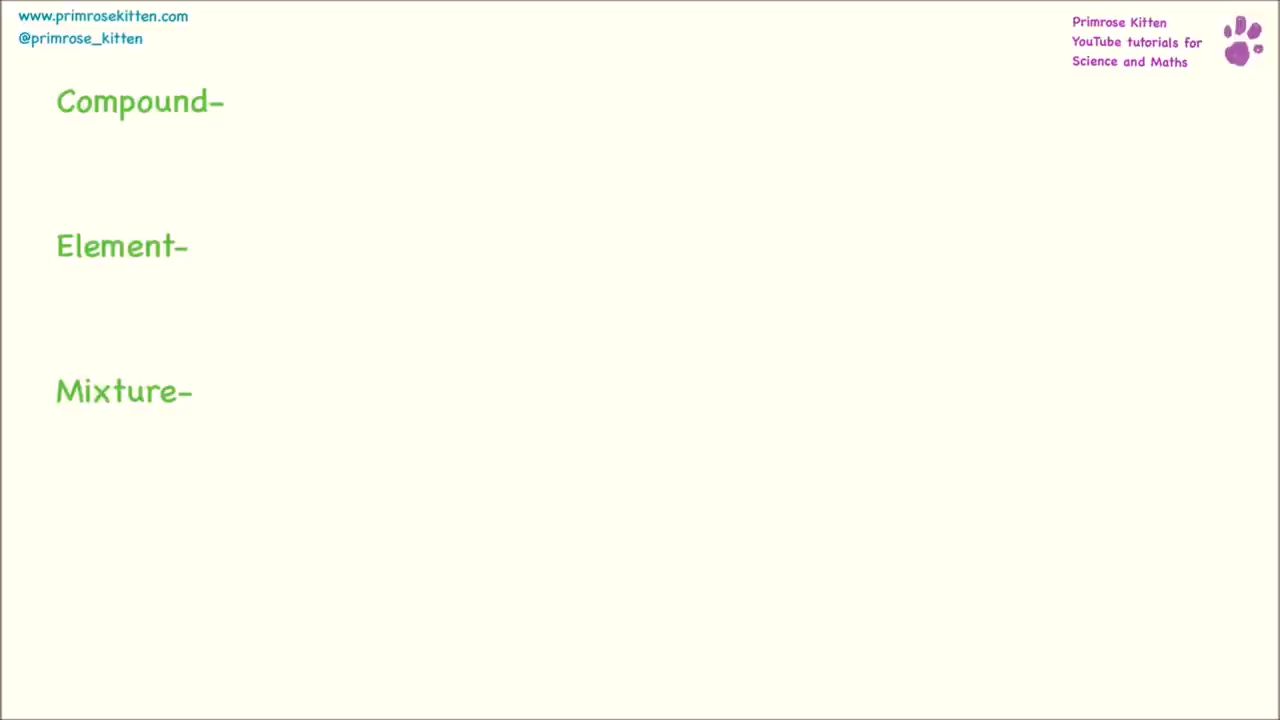 www.primrosekitten.com
@primrose_kitten
Primrose Kitten
YouTube tutorials for
Science and Maths
Compound-
Element-
Mixture-